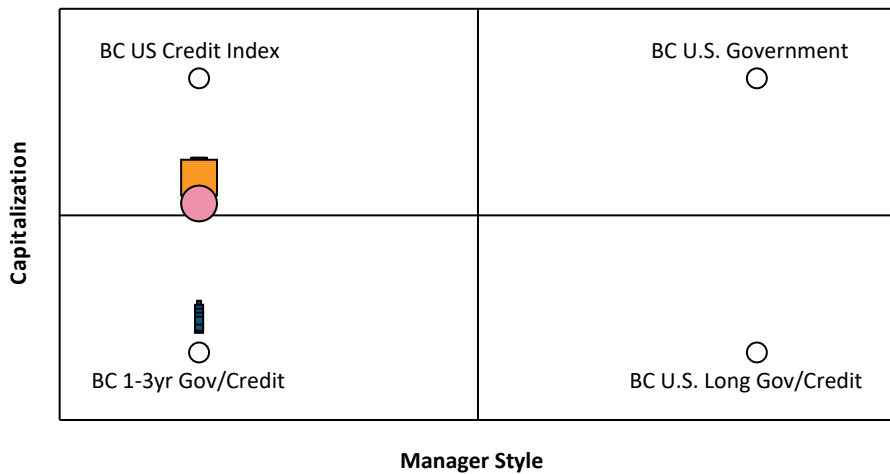 BC US Credit Index
BC U.S. Government
Capitalization
BC 1-3yr Gov/Credit
BC U.S. Long Gov/Credit
Manager Style